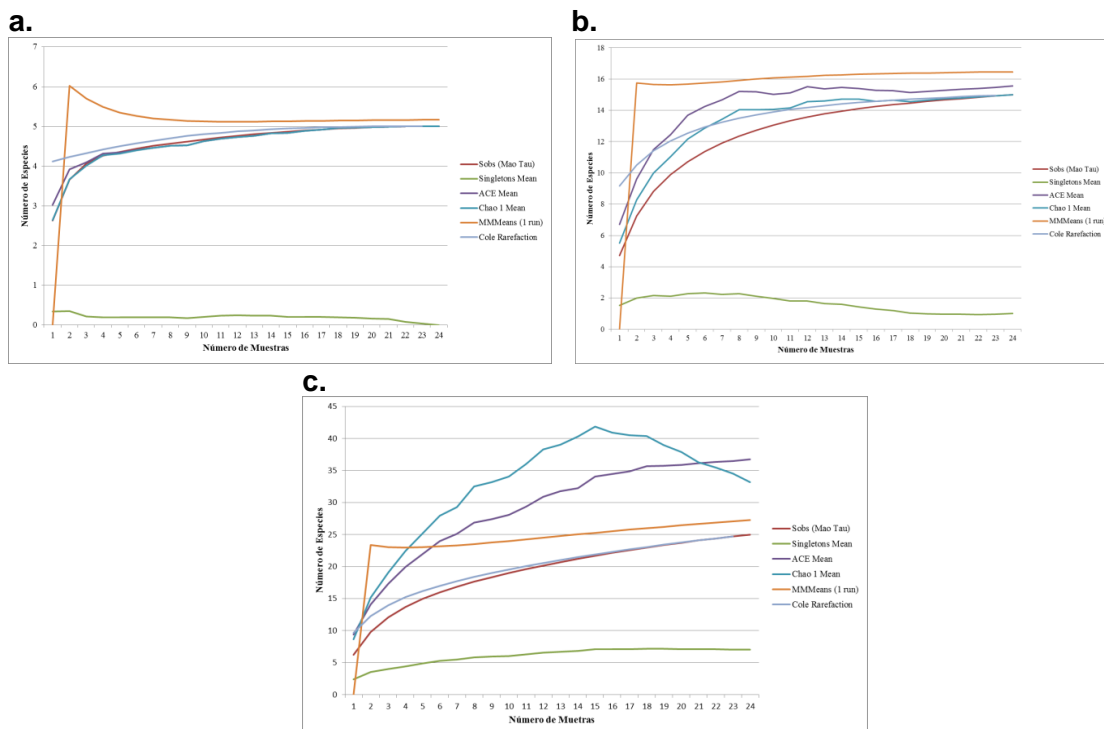 a.
7
6
5
4
3
2
1
0
Número de Especies
1 2 3 4 5 6 7 8 9 10 11 12 13 14 15 16 17 18 19 20 21 22 23 24
Número de Muestras
Sobs (Mao Tau)
Singletons Mean
ACE Mean
Chao 1 Mean
MMMeans (1 run)
Cole Rarefaction
b.
18
16
14
12
10
8
6
4
2
0
Número de Especies
1 2 3 4 5 6 7 8 9 10 11 12 13 14 15 16 17 18 19 20 21 22 23 24
Número de Muestras
Sobs (Mao Tau)
Singletons Mean
ACE Mean
Chao 1 Mean
MMMeans (1 run)
Cole Rarefaction
c.
45
40
35
30
25
20
15
10
5
0
Número de Especies
1 2 3 4 5 6 7 8 9 10 11 12 13 14 15 16 17 18 19 20 21 22 23 24
Número de Muetras
Sobs (Mao Tau)
Singletons Mean
ACE Mean
Chao 1 Mean
MMMeans (1 run)
Cole Rarefaction